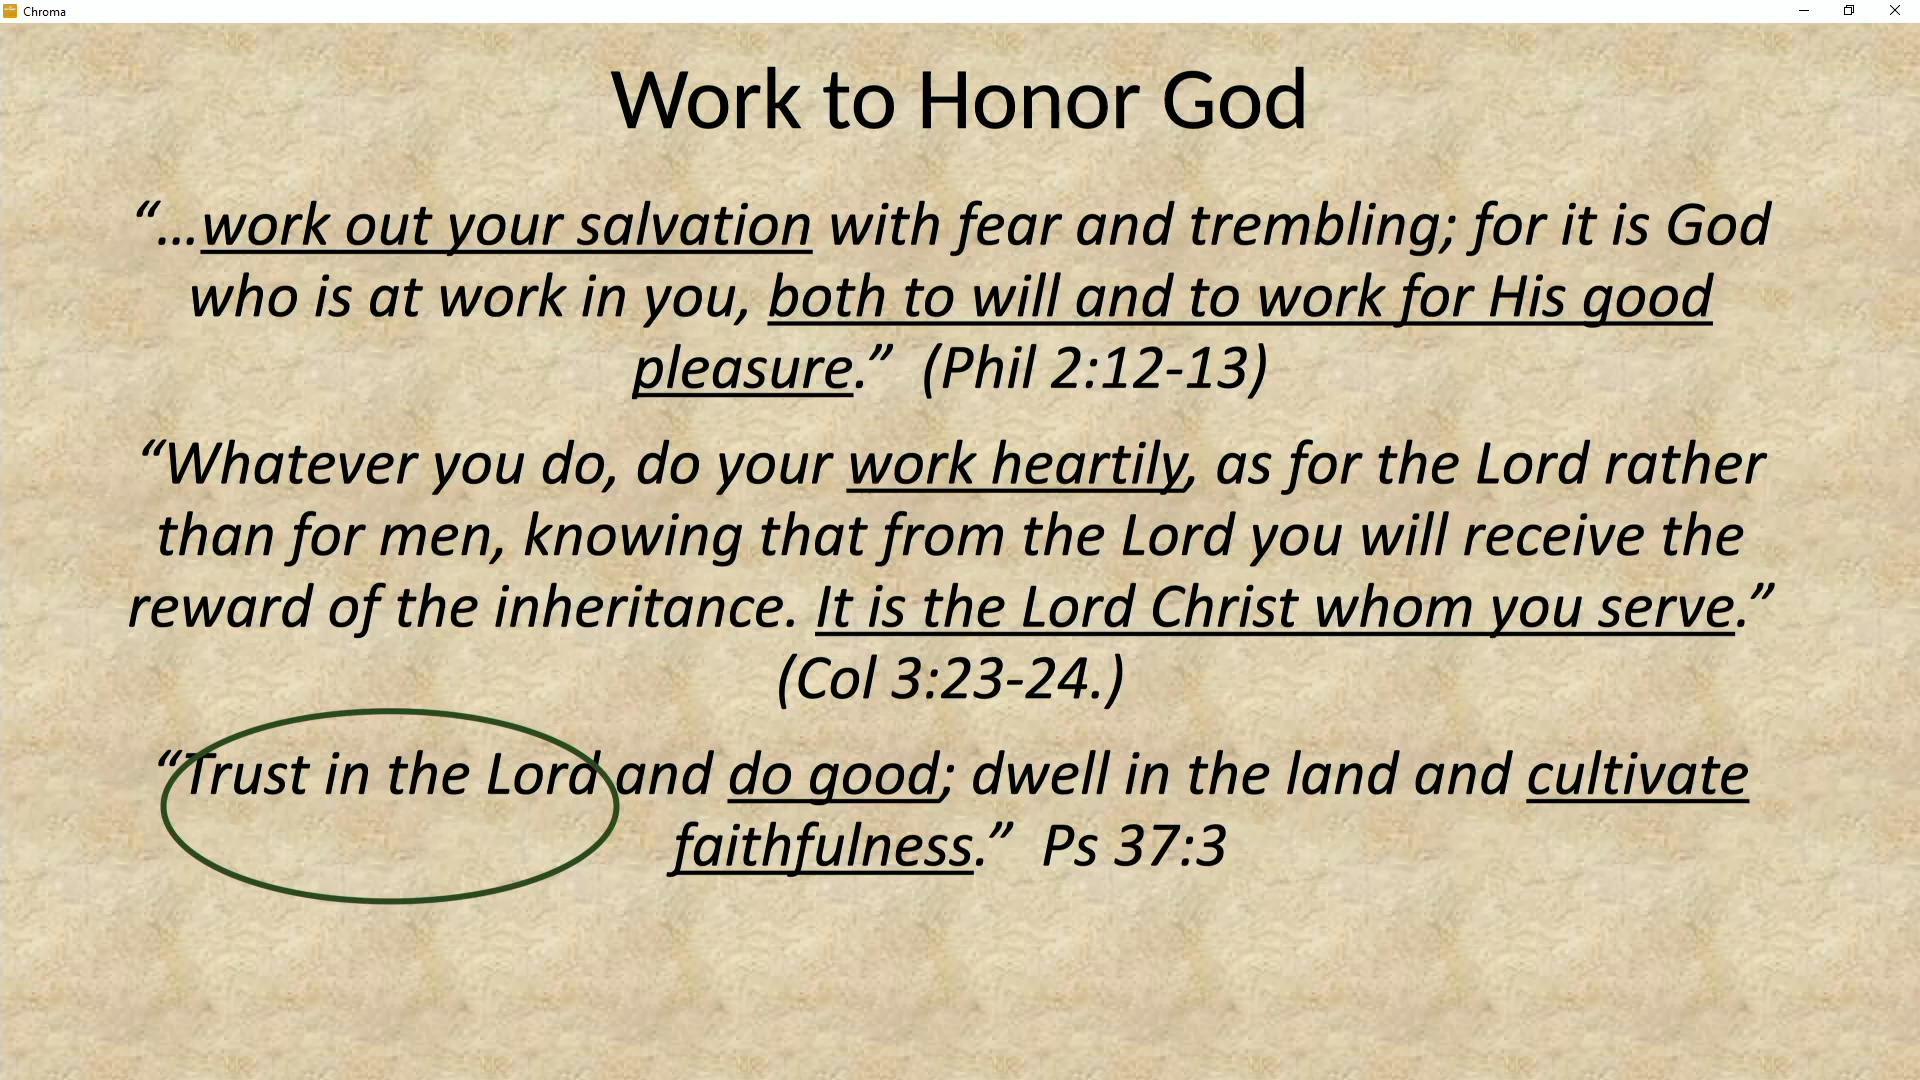 Chroma
Work to Honor God
“…work out your salvation with fear and trembling; for it is God
who is at work in you, both to will and to work for His good
pleasure.”  (Phil 2:12-13)
“Whatever you do, do your work heartily, as for the Lord rather
than for men, knowing that from the Lord you will receive the
reward of the inheritance. It is the Lord Christ whom you serve.”
(Col 3:23-24.)
“Trust in the Lord and do good; dwell in the land and cultivate
faithfulness.”  Ps 37:3